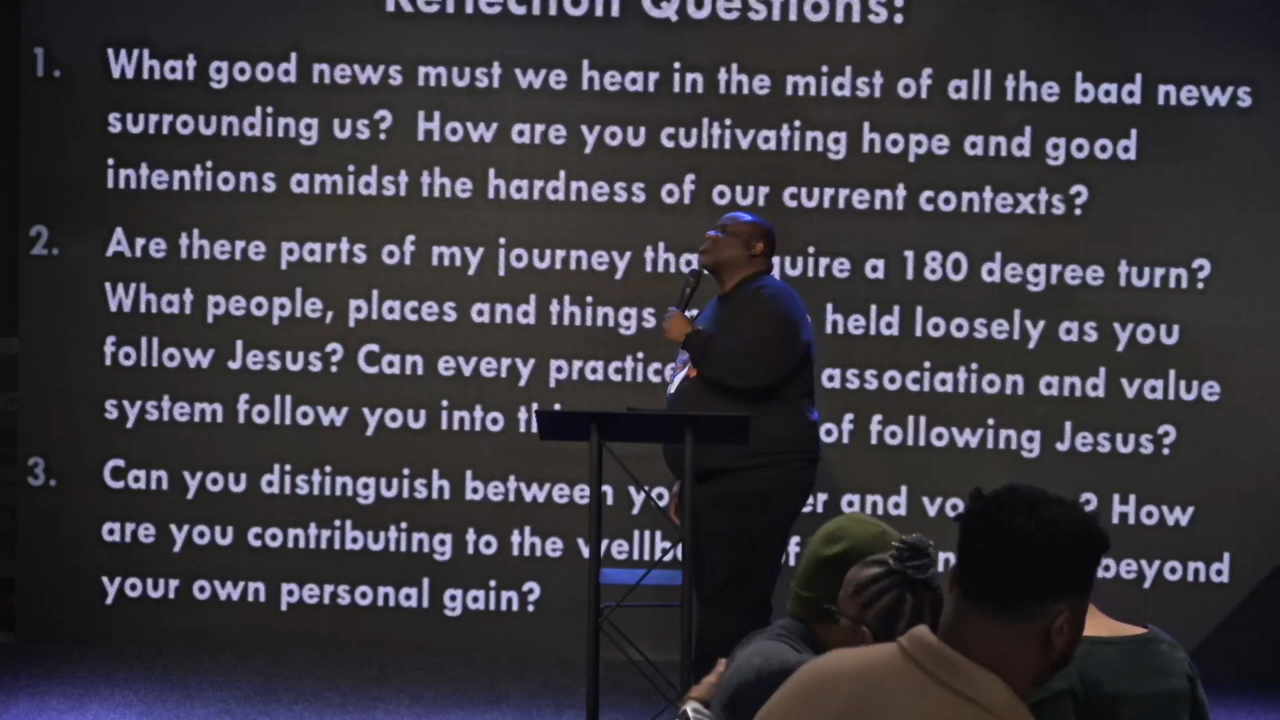 Reflection Questions:
1. What good news must we hear in the midst of all the bad news
surrounding us? How are you cultivating hope and good
intentions amidst the hardness of our current contexts?
2. Are there parts of my journey tha quire a 180 degree turn?
What people, places and things held loosely as you
follow Jesus? Can every practice association and value
system follow you into of following Jesus?
3. Can you distinguish between and How
are you contributing to the beyond
your own personal gain?